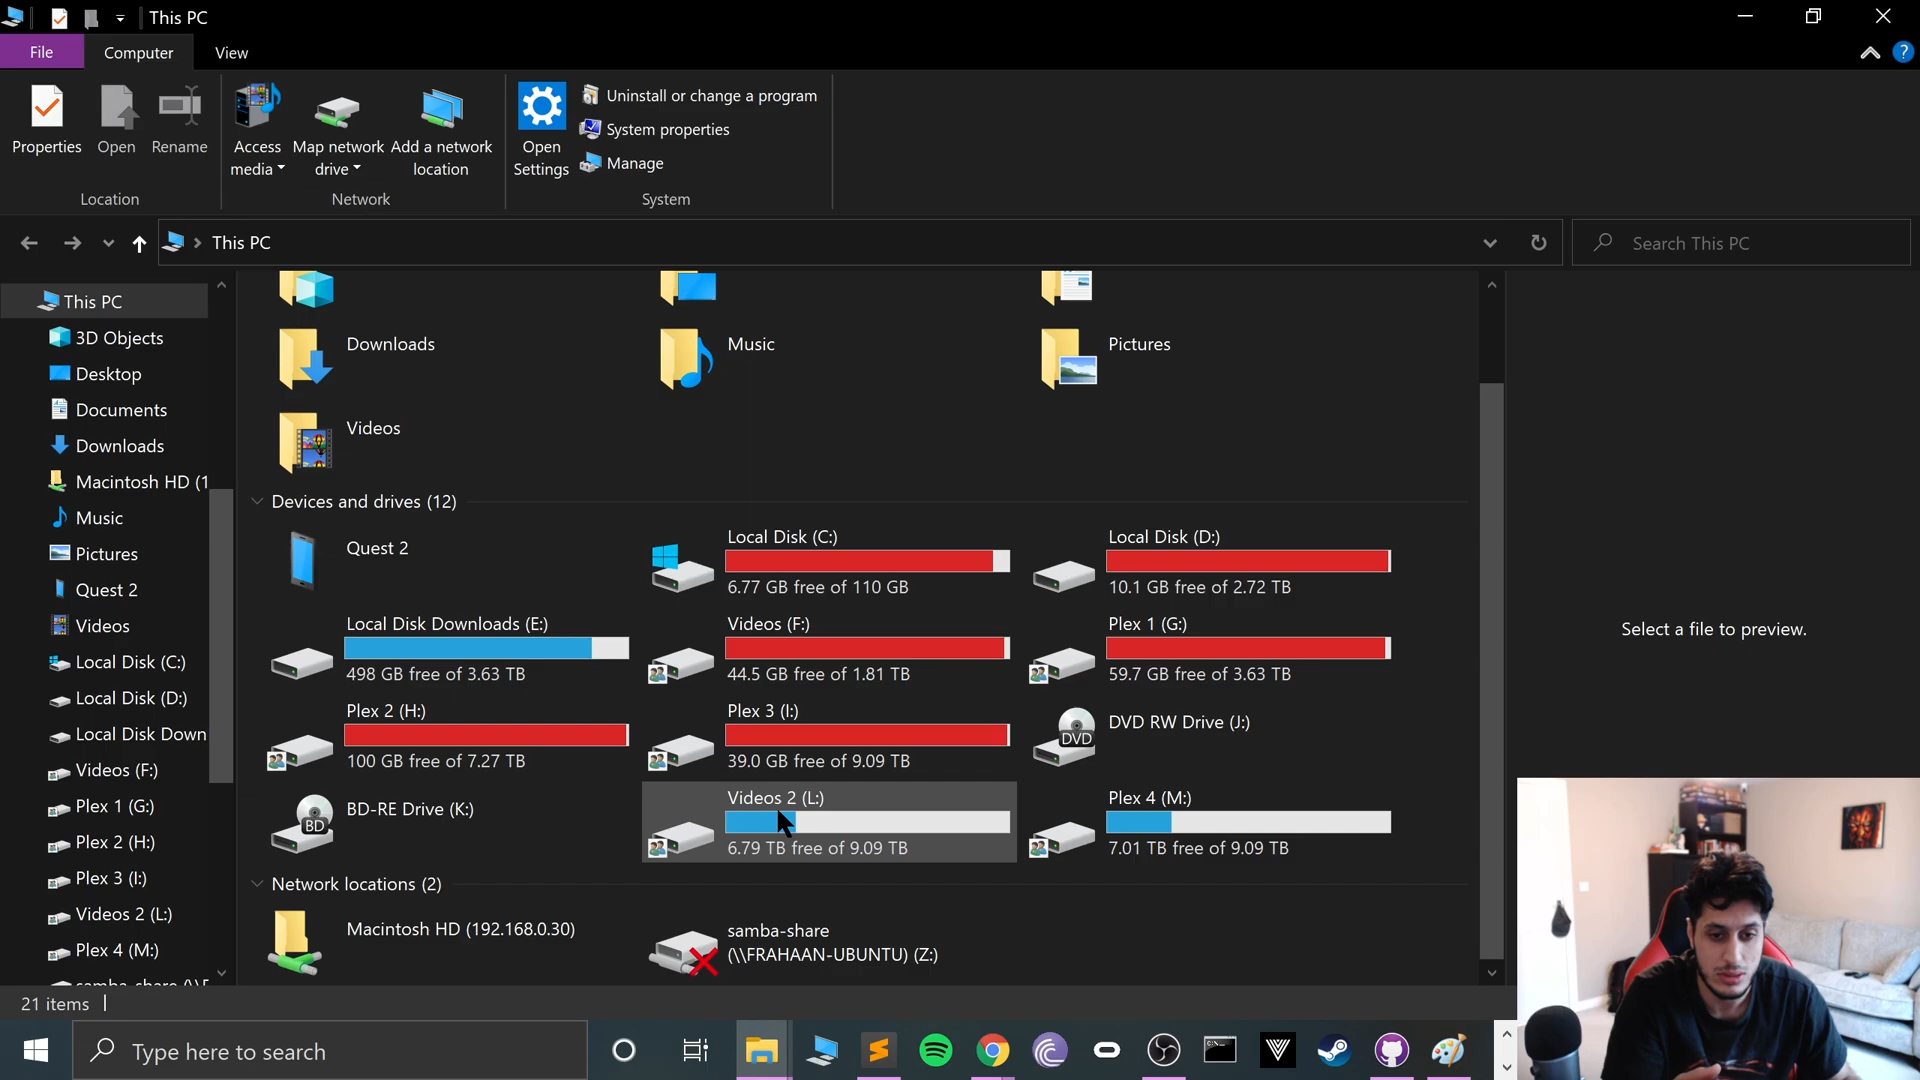 This PC
File
Computer
View
Properties
Open
Rename
Access
media
Map network
drive
Add a network
location
Open
Settings
Uninstall or change a program
System properties
Manage
Location
Network
System
This PC
Search This PC
This PC
3D Objects
Desktop
Documents
Downloads
Macintosh HD (1
Music
Pictures
Quest 2
Videos
Local Disk (C:)
Local Disk (D:)
Local Disk Down
Videos (F:)
Plex 1 (G:)
Plex 2 (H:)
Plex 3 (I:)
Videos 2 (L:)
Plex 4 (M:)
Downloads
Music
Pictures
Videos
Devices and drives (12)
Quest 2
Local Disk (C:)
6.77 GB free of 110 GB
Local Disk (D:)
10.1 GB free of 2.72 TB
Local Disk Downloads (E:)
498 GB free of 3.63 TB
Videos (F:)
44.5 GB free of 1.81 TB
Plex 1 (G:)
59.7 GB free of 3.63 TB
Plex 2 (H:)
100 GB free of 7.27 TB
Plex 3 (I:)
39.0 GB free of 9.09 TB
DVD
DVD RW Drive (J:)
BD
BD-RE Drive (K:)
Videos 2 (L:)
6.79 TB free of 9.09 TB
Plex 4 (M:)
7.01 TB free of 9.09 TB
Network locations (2)
Macintosh HD (192.168.0.30)
samba-share
(\\FRAHAAN-UBUNTU) (Z:)
Select a file to preview.
21 items
Type here to search